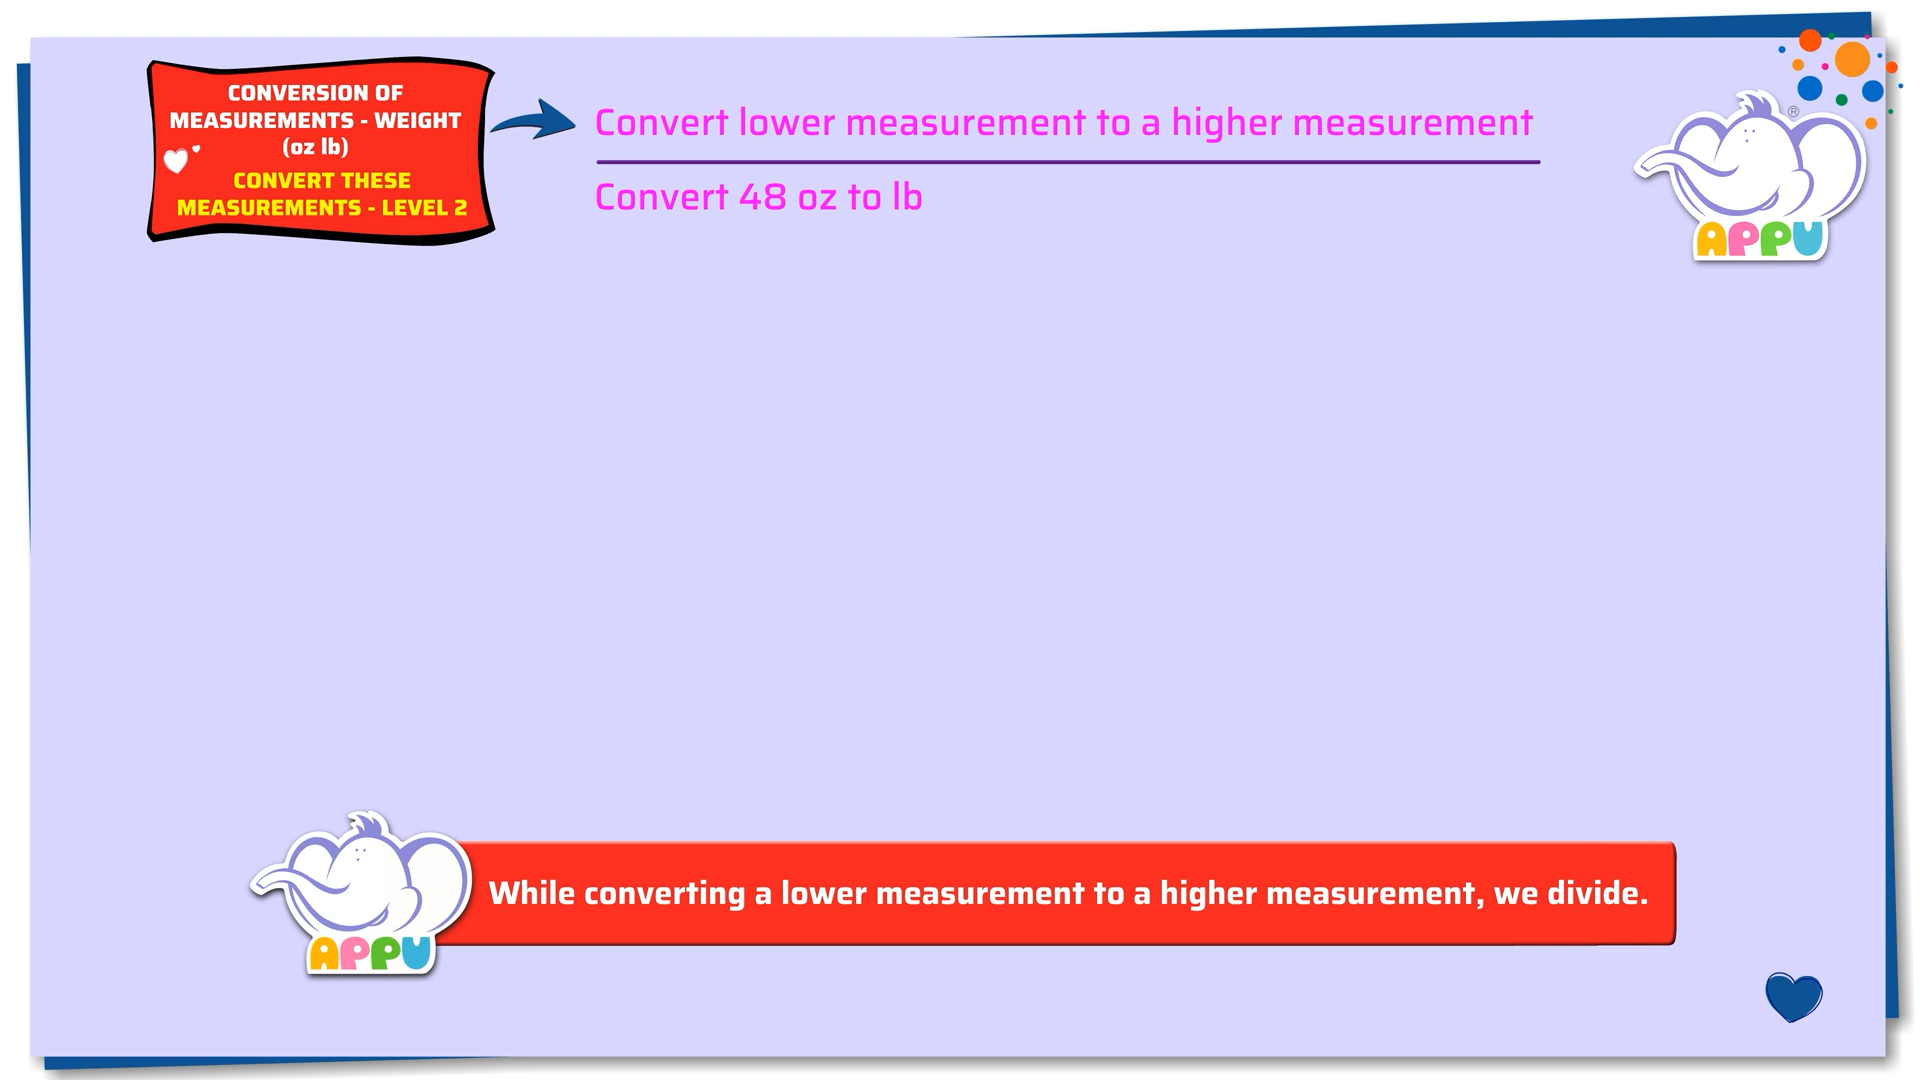 CONVERSION OF
MEASUREMENTS - WEIGHT
(oz lb)
CONVERT THESE
MEASUREMENTS - LEVEL 2
Convert lower measurement to a higher measurement
Convert 48 oz to lb
®
APPU
While converting a lower measurement to a higher measurement, we divide.
APPU